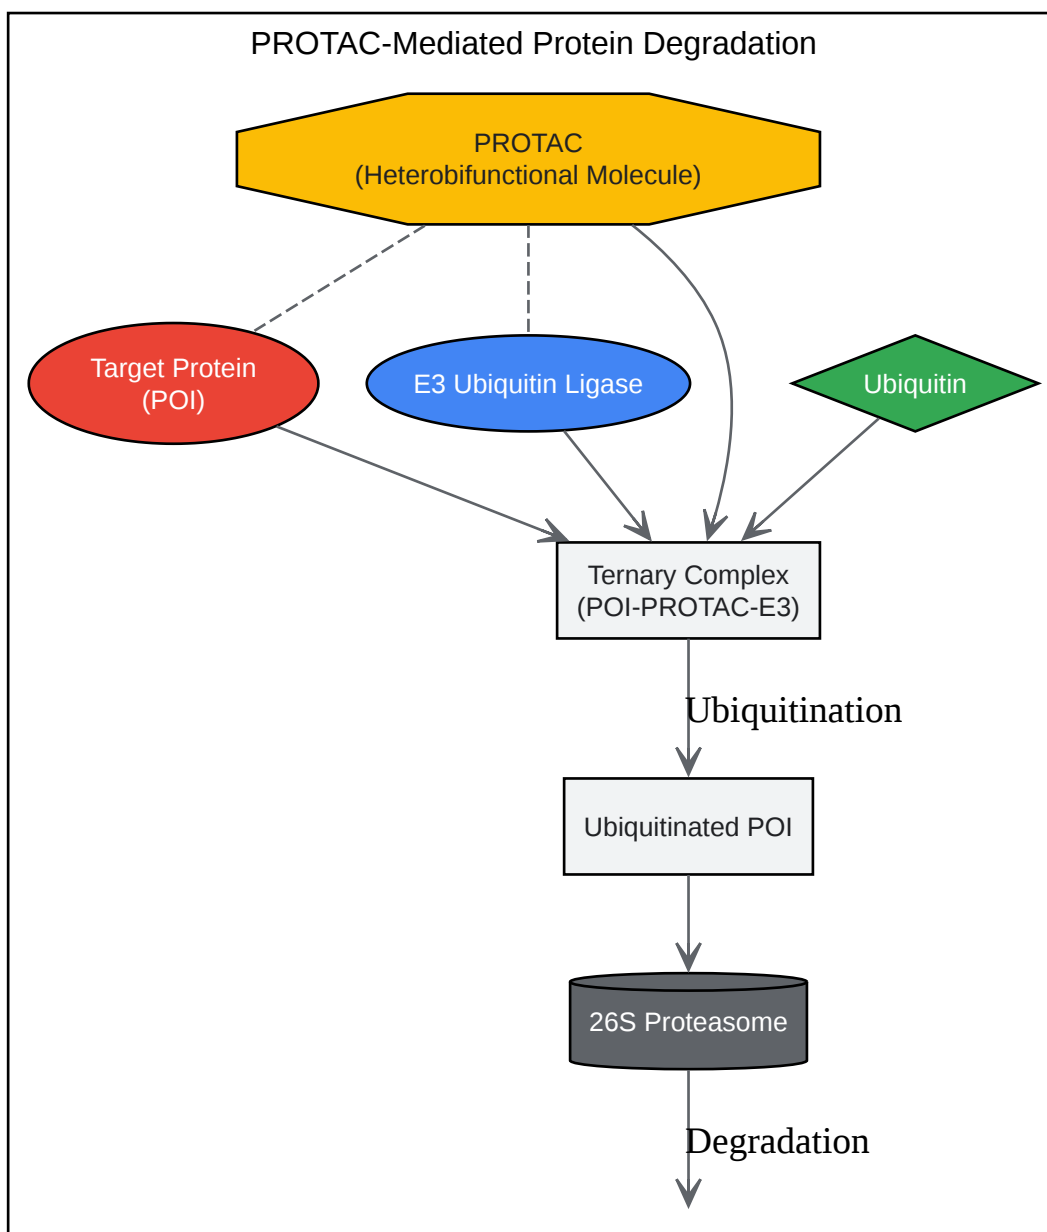 PROTAC-Mediated Protein Degradation
PROTAC
(Heterobifunctional Molecule)
Target Protein
(POI)
E3 Ubiquitin Ligase
Ubiquitin
Ternary Complex
(POI-PROTAC-E3)
Ubiquitination
Ubiquitinated POI
26S Proteasome
Degradation